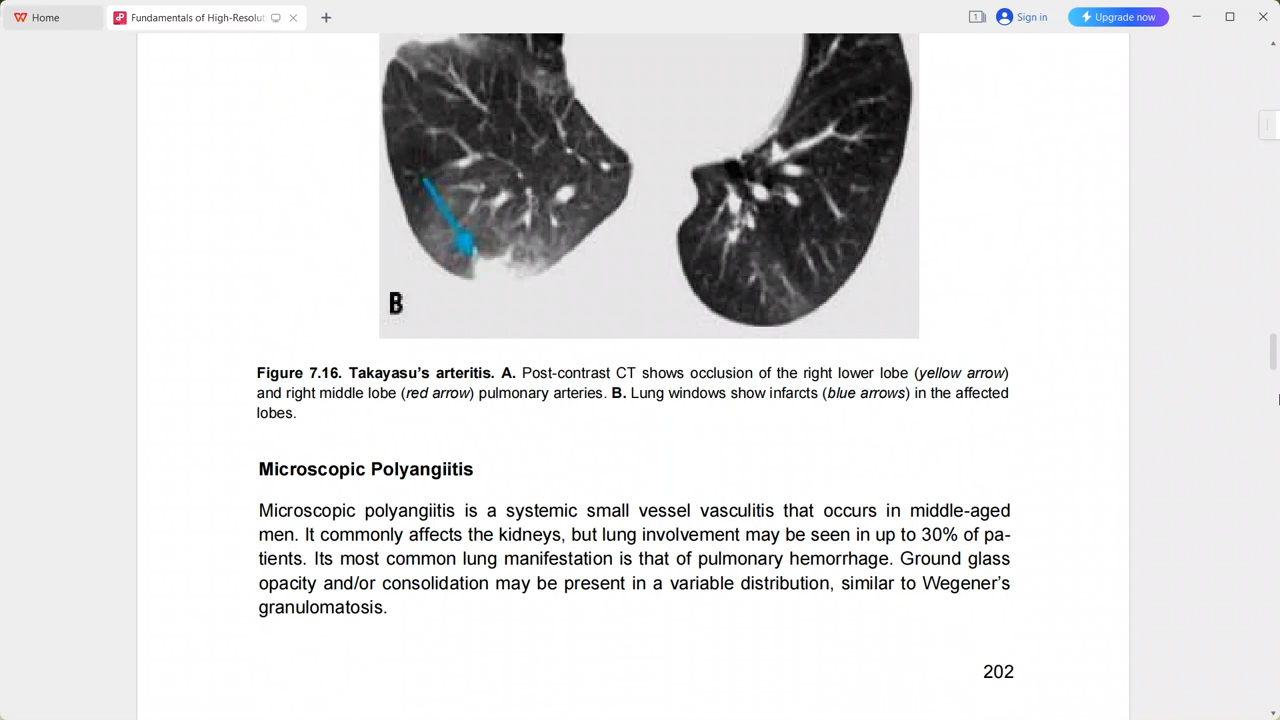 Home
Fundamentals of High-Resolut
1
Sign in
Upgrade now
B
Figure 7.16. Takayasu's arteritis. A. Post-contrast CT shows occlusion of the right lower lobe (yellow arrow)
and right middle lobe (red arrow) pulmonary arteries. B. Lung windows show infarcts (blue arrows) in the affected
lobes.
Microscopic Polyangiitis
Microscopic polyangiitis is a systemic small vessel vasculitis that occurs in middle-aged
men. It commonly affects the kidneys, but lung involvement may be seen in up to 30% of pa-
tients. Its most common lung manifestation is that of pulmonary hemorrhage. Ground glass
opacity and/or consolidation may be present in a variable distribution, similar to Wegener's
granulomatosis.
202